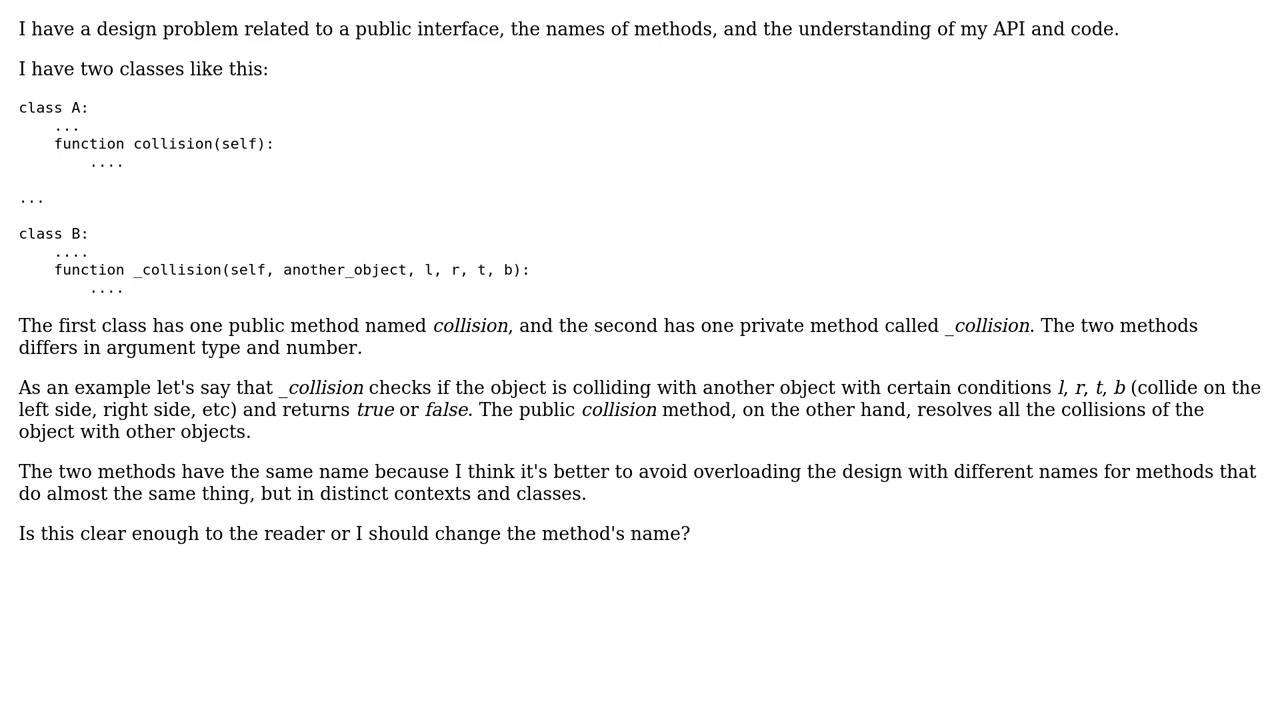 I have a design problem related to a public interface, the names of methods, and the understanding of my API and code.
I have two classes like this:
class A:
    ...
    function collision(self):
        ....
...
class B:
    ....
    function _collision(self, another_object, l, r, t, b):
        ....
The first class has one public method named collision, and the second has one private method called _collision. The two methods
differs in argument type and number.
As an example let's say that _collision checks if the object is colliding with another object with certain conditions l, r, t, b (collide on the
left side, right side, etc) and returns true or false. The public collision method, on the other hand, resolves all the collisions of the
object with other objects.
The two methods have the same name because I think it's better to avoid overloading the design with different names for methods that
do almost the same thing, but in distinct contexts and classes.
Is this clear enough to the reader or I should change the method's name?